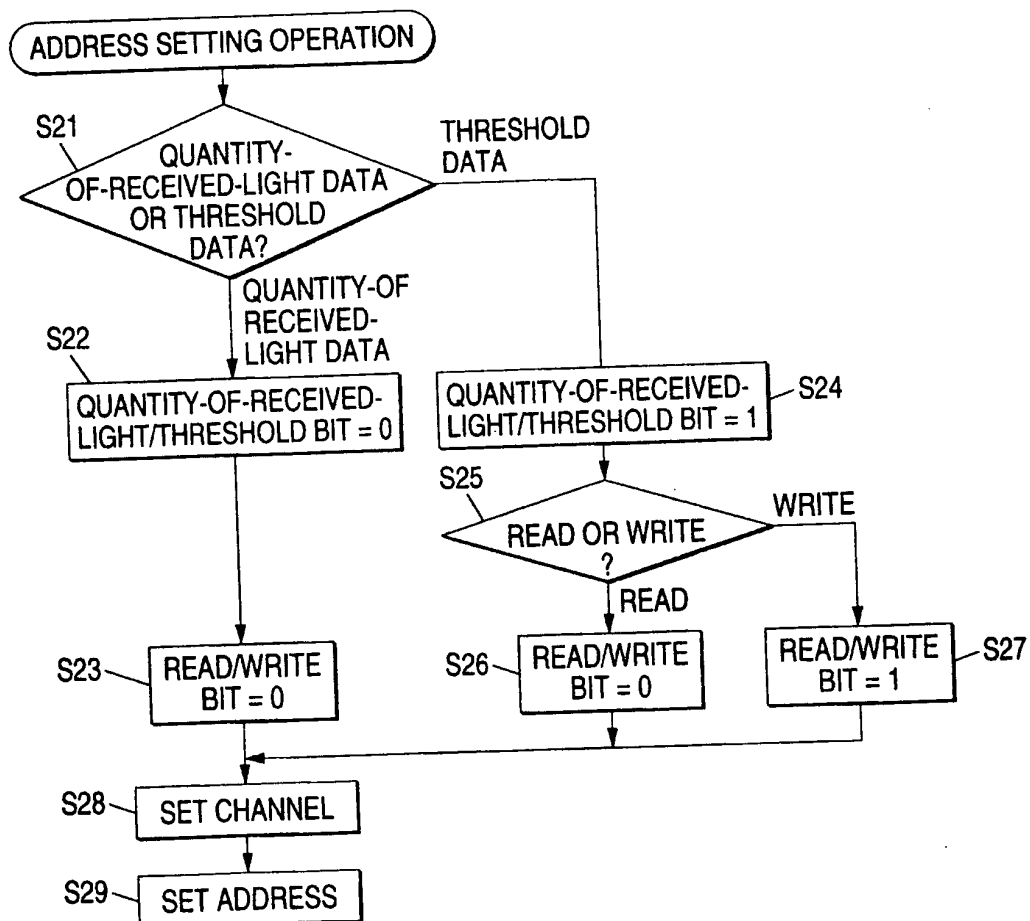 ADDRESS SETTING OPERATION
S21
QUANTITY-
OF-RECEIVED-LIGHT DATA
OR THRESHOLD
DATA?
THRESHOLD
DATA
QUANTITY-OF
RECEIVED-
LIGHT DATA
S22
QUANTITY-OF-RECEIVED-
LIGHT/THRESHOLD BIT = 0
QUANTITY-OF-RECEIVED-
LIGHT/THRESHOLD BIT = 1
S24
S25
READ OR WRITE
?
WRITE
READ
S23
READ/WRITE
BIT = 0
S26
READ/WRITE
BIT = 0
READ/WRITE
BIT = 1
S27
S28
SET CHANNEL
S29
SET ADDRESS